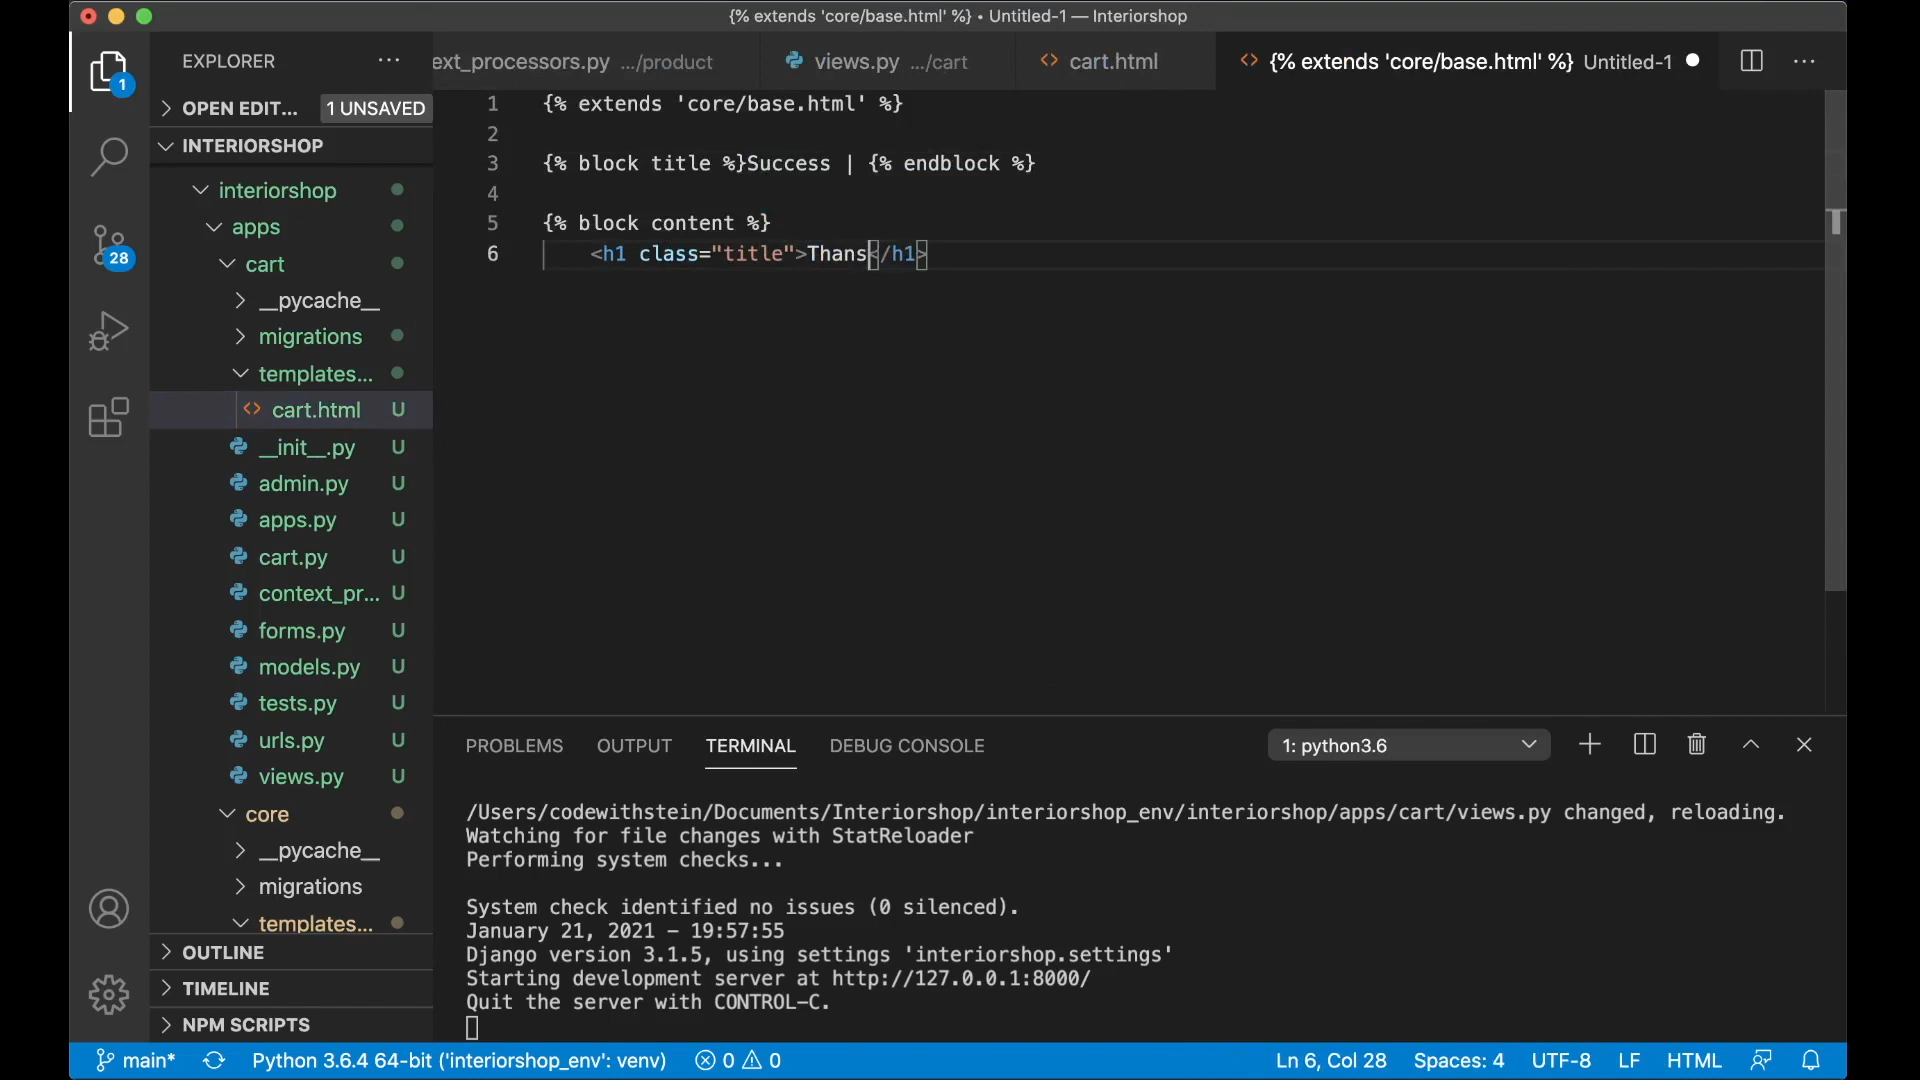 {% extends 'core/base.html' %} • Untitled-1 — Interiorshop
EXPLORER
ext_processors.py .../product
views.py .../cart
cart.html
{% extends 'core/base.html' %} Untitled-1
OPEN EDIT... 1 UNSAVED
INTERIORSHOP
interiorshop
apps
cart
__pycache__
migrations
templates...
cart.html U
__init__.py U
admin.py U
apps.py U
cart.py U
context_pr... U
forms.py U
models.py U
tests.py U
urls.py U
views.py U
core
__pycache__
migrations
templates...
OUTLINE
TIMELINE
NPM SCRIPTS
1
28
1 {% extends 'core/base.html' %}
2
3 {% block title %}Success | {% endblock %}
4
5 {% block content %}
6 <h1 class="title">Thans</h1>
PROBLEMS OUTPUT TERMINAL DEBUG CONSOLE 1: python3.6
/Users/codewithstein/Documents/Interiorshop/interiorshop_env/interiorshop/apps/cart/views.py changed, reloading.
Watching for file changes with StatReloader
Performing system checks...
System check identified no issues (0 silenced).
January 21, 2021 - 19:57:55
Django version 3.1.5, using settings 'interiorshop.settings'
Starting development server at http://127.0.0.1:8000/
Quit the server with CONTROL-C.
main* Python 3.6.4 64-bit ('interiorshop_env': venv) 0 0 Ln 6, Col 28 Spaces: 4 UTF-8 LF HTML